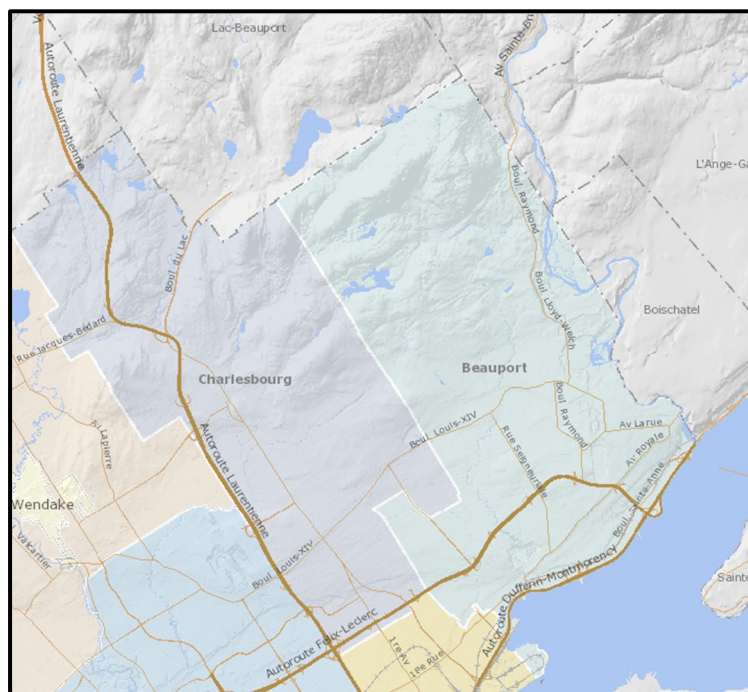 Lac-Beauport
Av Sainte-Br
Autoroute Laurentienne
L'Ange-Ga
Boul Raymond
Boul du Lac
Boul Lloyd-Welch
Boischatel
Rue Jacques-Bédard
Charlesbourg
Beauport
Boul Raymond
Boul Louis-XIV
Av Larue
Av Lapierre
Rue Seigneuriale
Av Royale
Autoroute Laurentienne
Boul Sainte-Anne
Wendake
Boul Louis-XIV
Autoroute Dufferin-Montmorency
Sainte
Autoroute Félix-Leclerc
1re Av
18e Rue